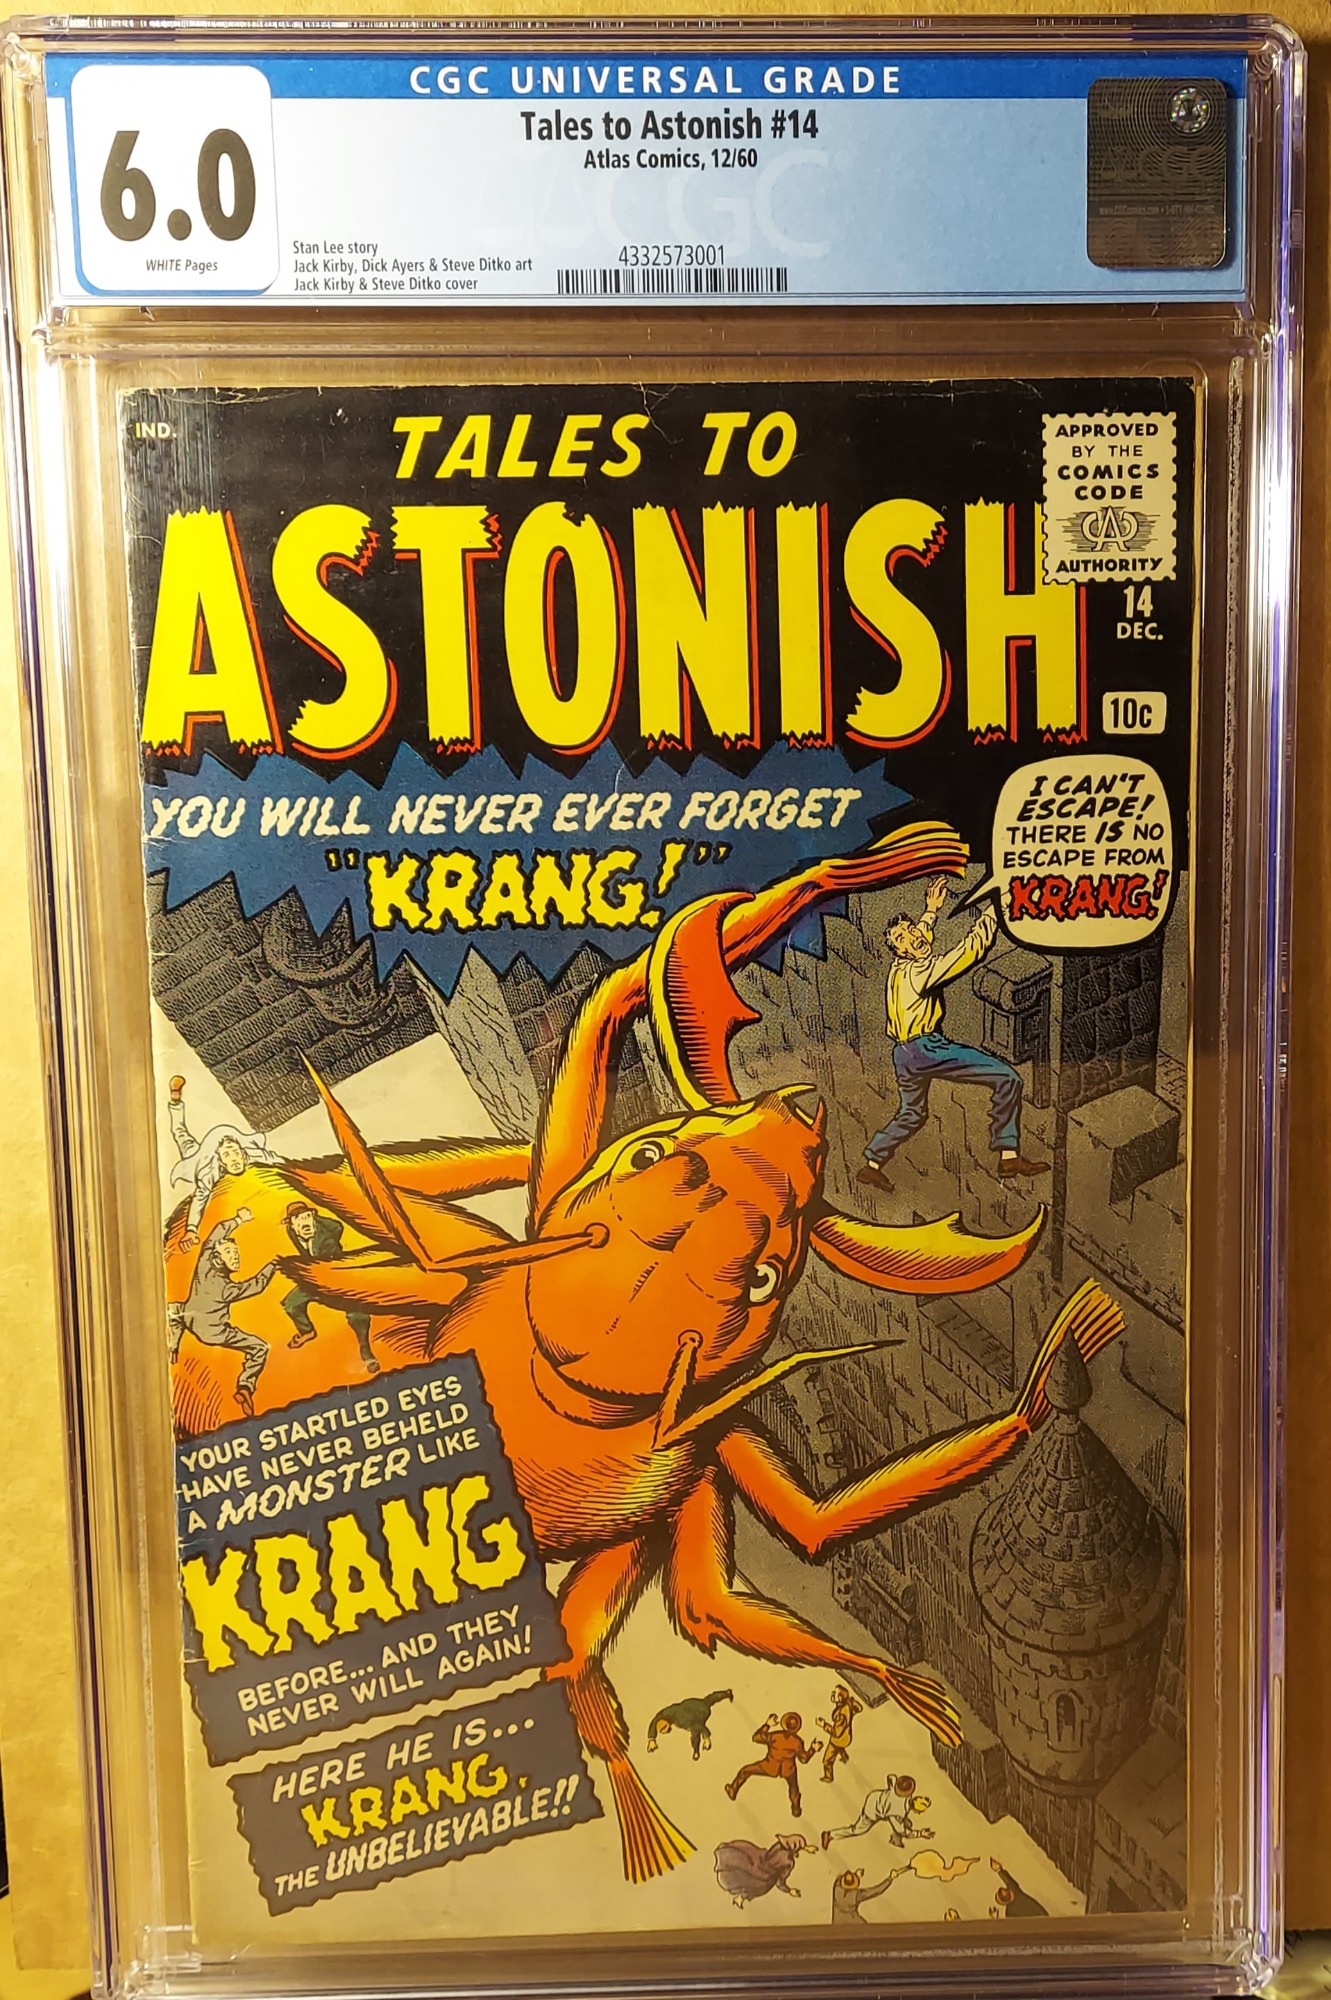 CGC UNIVERSAL GRADE
6.0
WHITE Pages
Tales to Astonish #14
Atlas Comics, 12/60
Stan Lee story
Jack Kirby, Dick Ayers & Steve Ditko art
Jack Kirby & Steve Ditko cover
4332573001
CGC
CGC
IND.
TALES TO
ASTONISH
APPROVED
BY THE
COMICS
CODE
CA
AUTHORITY
14
DEC.
10c
YOU WILL NEVER EVER FORGET
"KRANG!"
I CAN'T
ESCAPE!
THERE IS NO
ESCAPE FROM
KRANG!
YOUR STARTLED EYES
HAVE NEVER BEHELD
A MONSTER LIKE
KRANG
BEFORE... AND THEY
NEVER WILL AGAIN!
HERE HE IS...
KRANG,
THE UNBELIEVABLE!!